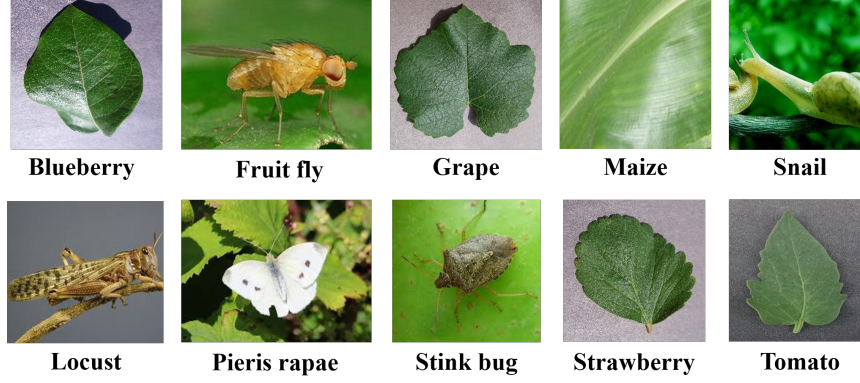 Blueberry
Fruit fly
Grape
Maize
Snail
Locust
Pieris rapae
Stink bug
Strawberry
Tomato